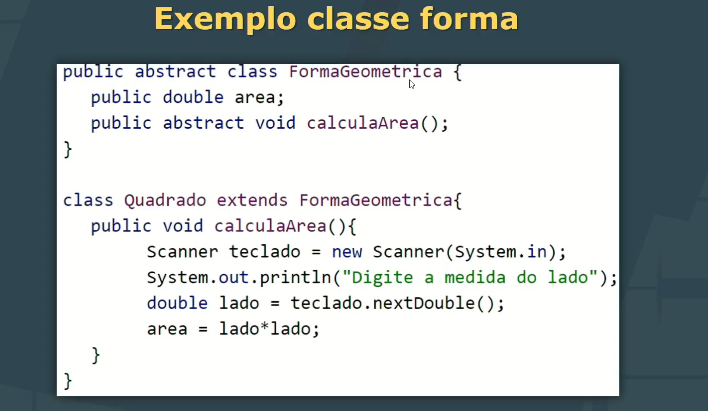 Exemplo classe forma
public abstract class FormaGeometrica {
public double area;
public abstract void calculaArea();
}
class Quadrado extends FormaGeometrica{
public void calculaArea(){
Scanner teclado = new Scanner(System.in);
System.out.println("Digite a medida do lado");
double lado = teclado.nextDouble();
area = lado*lado;
}
}